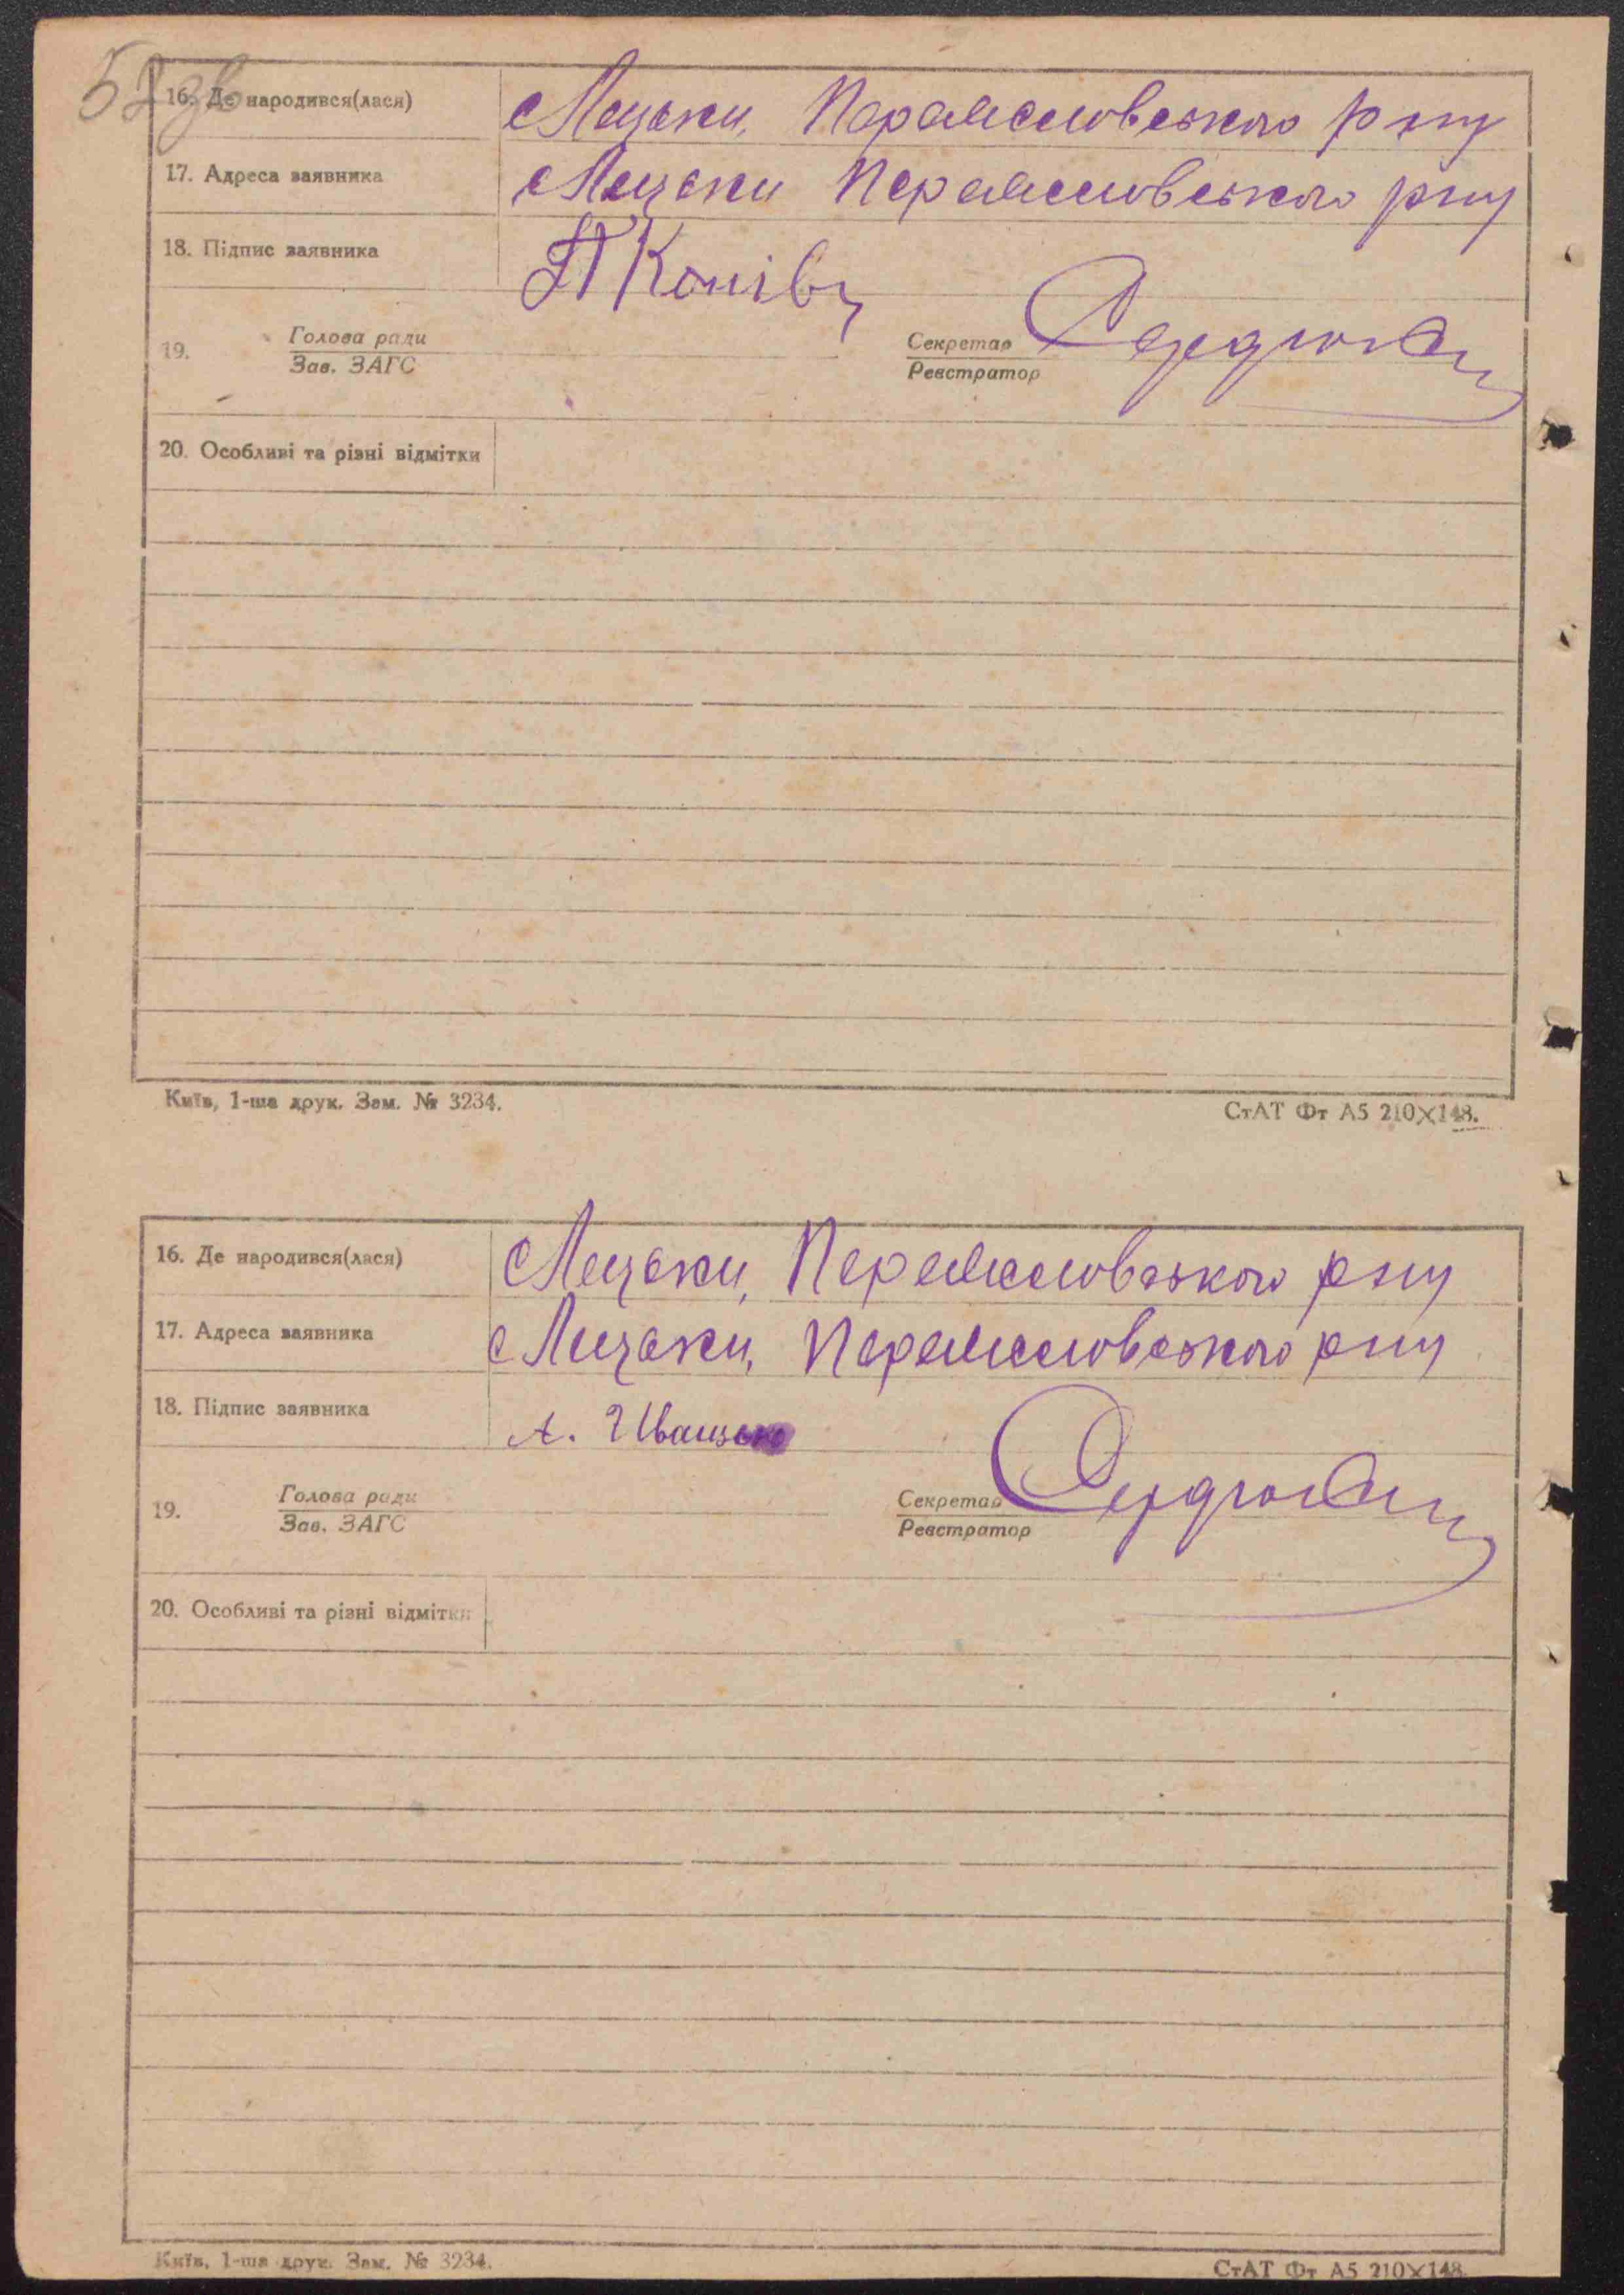 52зв
16. Де народився(лася) с Лецьки, Переяславського р-ну
17. Адреса заявника с Лецьки Переяславського р-ну
18. Підпис заявника
19. Голова ради Секретар Сердюк
Зав. ЗАГС Реєстратор
20. Особливі та різні відмітки
Київ, 1-ша друк. Зам. № 3234. СтАТ Фт А5 210×148.
16. Де народився(лася) с Лецьки, Переяславського р-ну
17. Адреса заявника с Лецьки, Переяславського р-ну
18. Підпис заявника А. Іващенко
19. Голова ради Секретар Сердюк
Зав. ЗАГС Реєстратор
20. Особливі та різні відмітки
Київ, 1-ша друк. Зам. № 3234. СтАТ Фт А5 210×148.